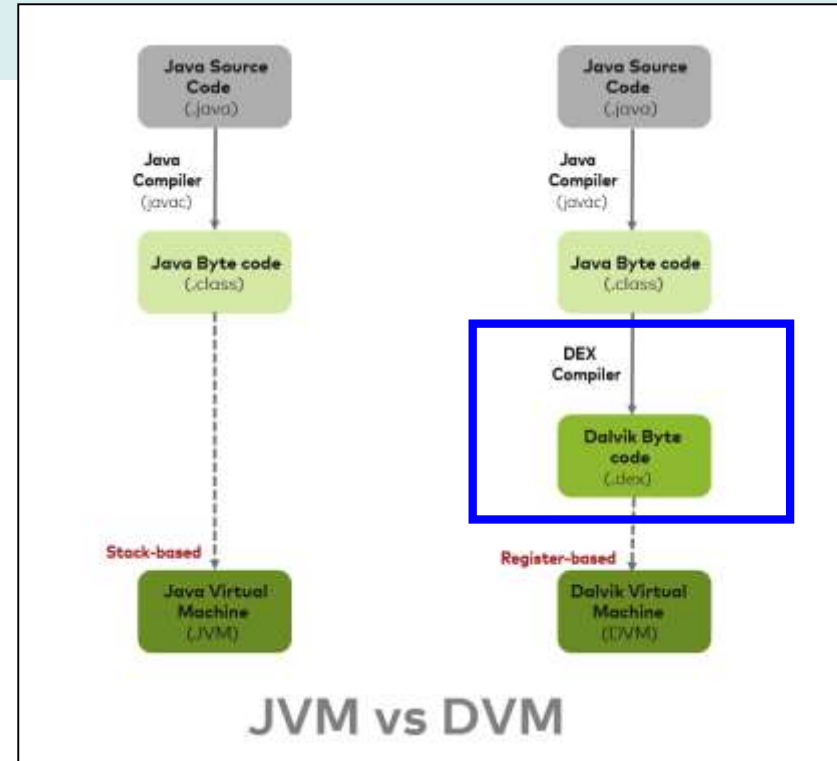 Java Source
Code
(.java)
Java
Compiler
(javac)
Java Byte code
(.class)
Stack-based
Java Virtual
Machine
(JVM)
Java Source
Code
(.java)
Java
Compiler
(javac)
Java Byte code
(.class)
DEX
Compiler
Dalvik Byte
code
(.dex)
Register-based
Dalvik Virtual
Machine
(DVM)
JVM vs DVM